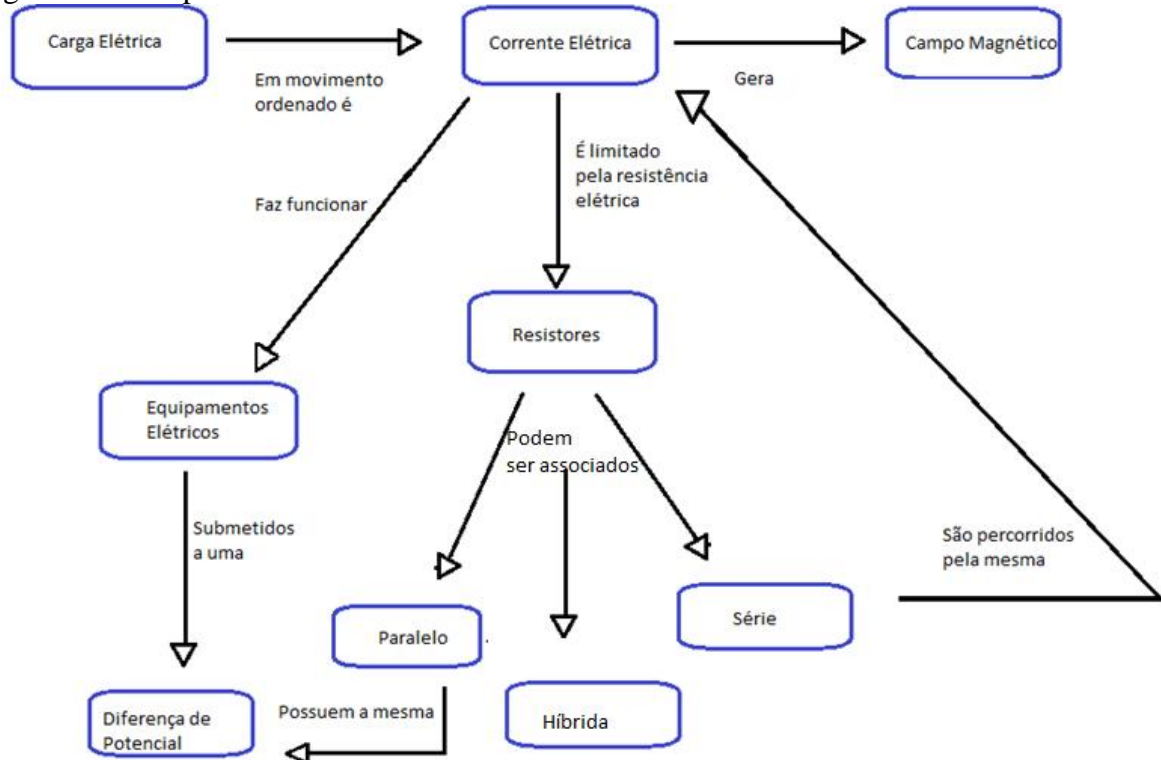 Carga Elétrica
Corrente Elétrica
Campo Magnético
Em movimento
ordenado é
Gera
É limitado
pela resistência
elétrica
Faz funcionar
Resistores
Equipamentos
Elétricos
Podem
ser associados
Submetidos
a uma
São percorridos
pela mesma
Série
Paralelo
Híbrida
Possuem a mesma
Diferença de
Potencial